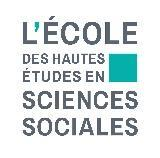 L'ÉCOLE
DES HAUTES
ÉTUDES EN
SCIENCES
SOCIALES